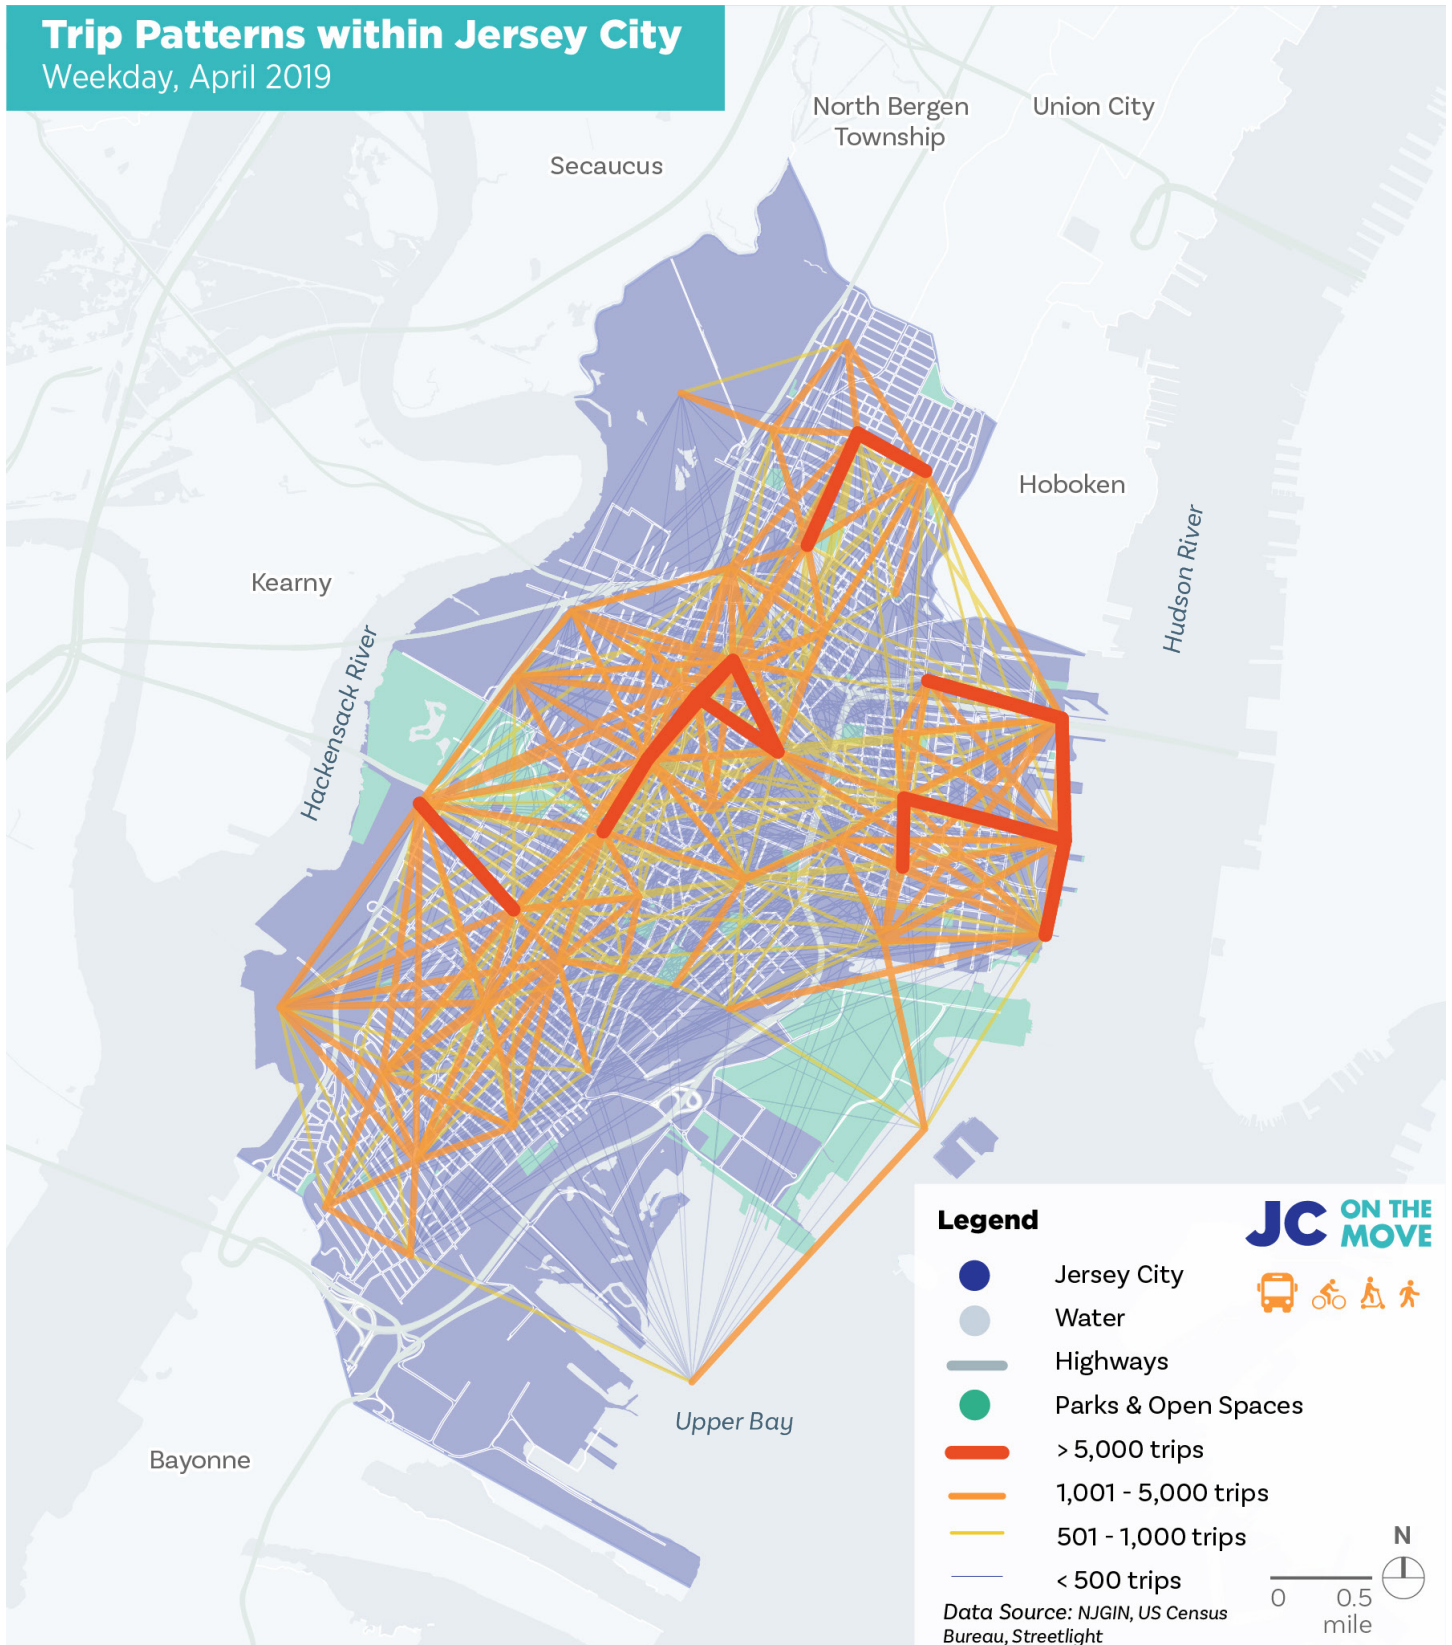 Trip Patterns within Jersey City
Weekday, April 2019
North Bergen
Township
Union City
Secaucus
Hoboken
Kearny
Hudson River
Hackensack River
Upper Bay
Bayonne
Legend
JC ON THE
MOVE
Jersey City
Water
Highways
Parks & Open Spaces
> 5,000 trips
1,001 - 5,000 trips
501 - 1,000 trips
< 500 trips
N
0 0.5
mile
Data Source: NJGIN, US Census
Bureau, Streetlight